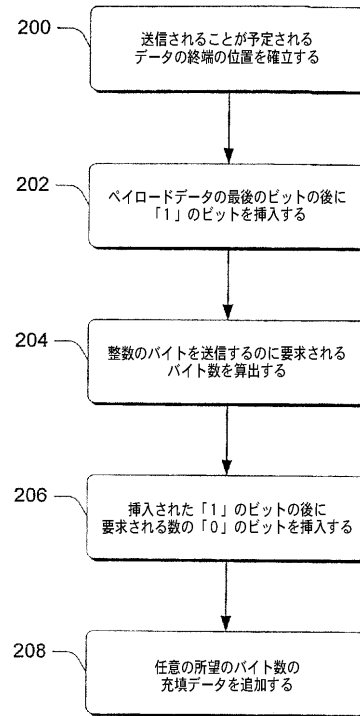 200
送信されることが予定される
データの終端の位置を確立する
202
ペイロードデータの最後のビットの後に
「1」のビットを挿入する
204
整数のバイトを送信するのに要求される
バイト数を算出する
206
挿入された「1」のビットの後に
要求される数の「0」のビットを挿入する
208
任意の所望のバイト数の
充填データを追加する